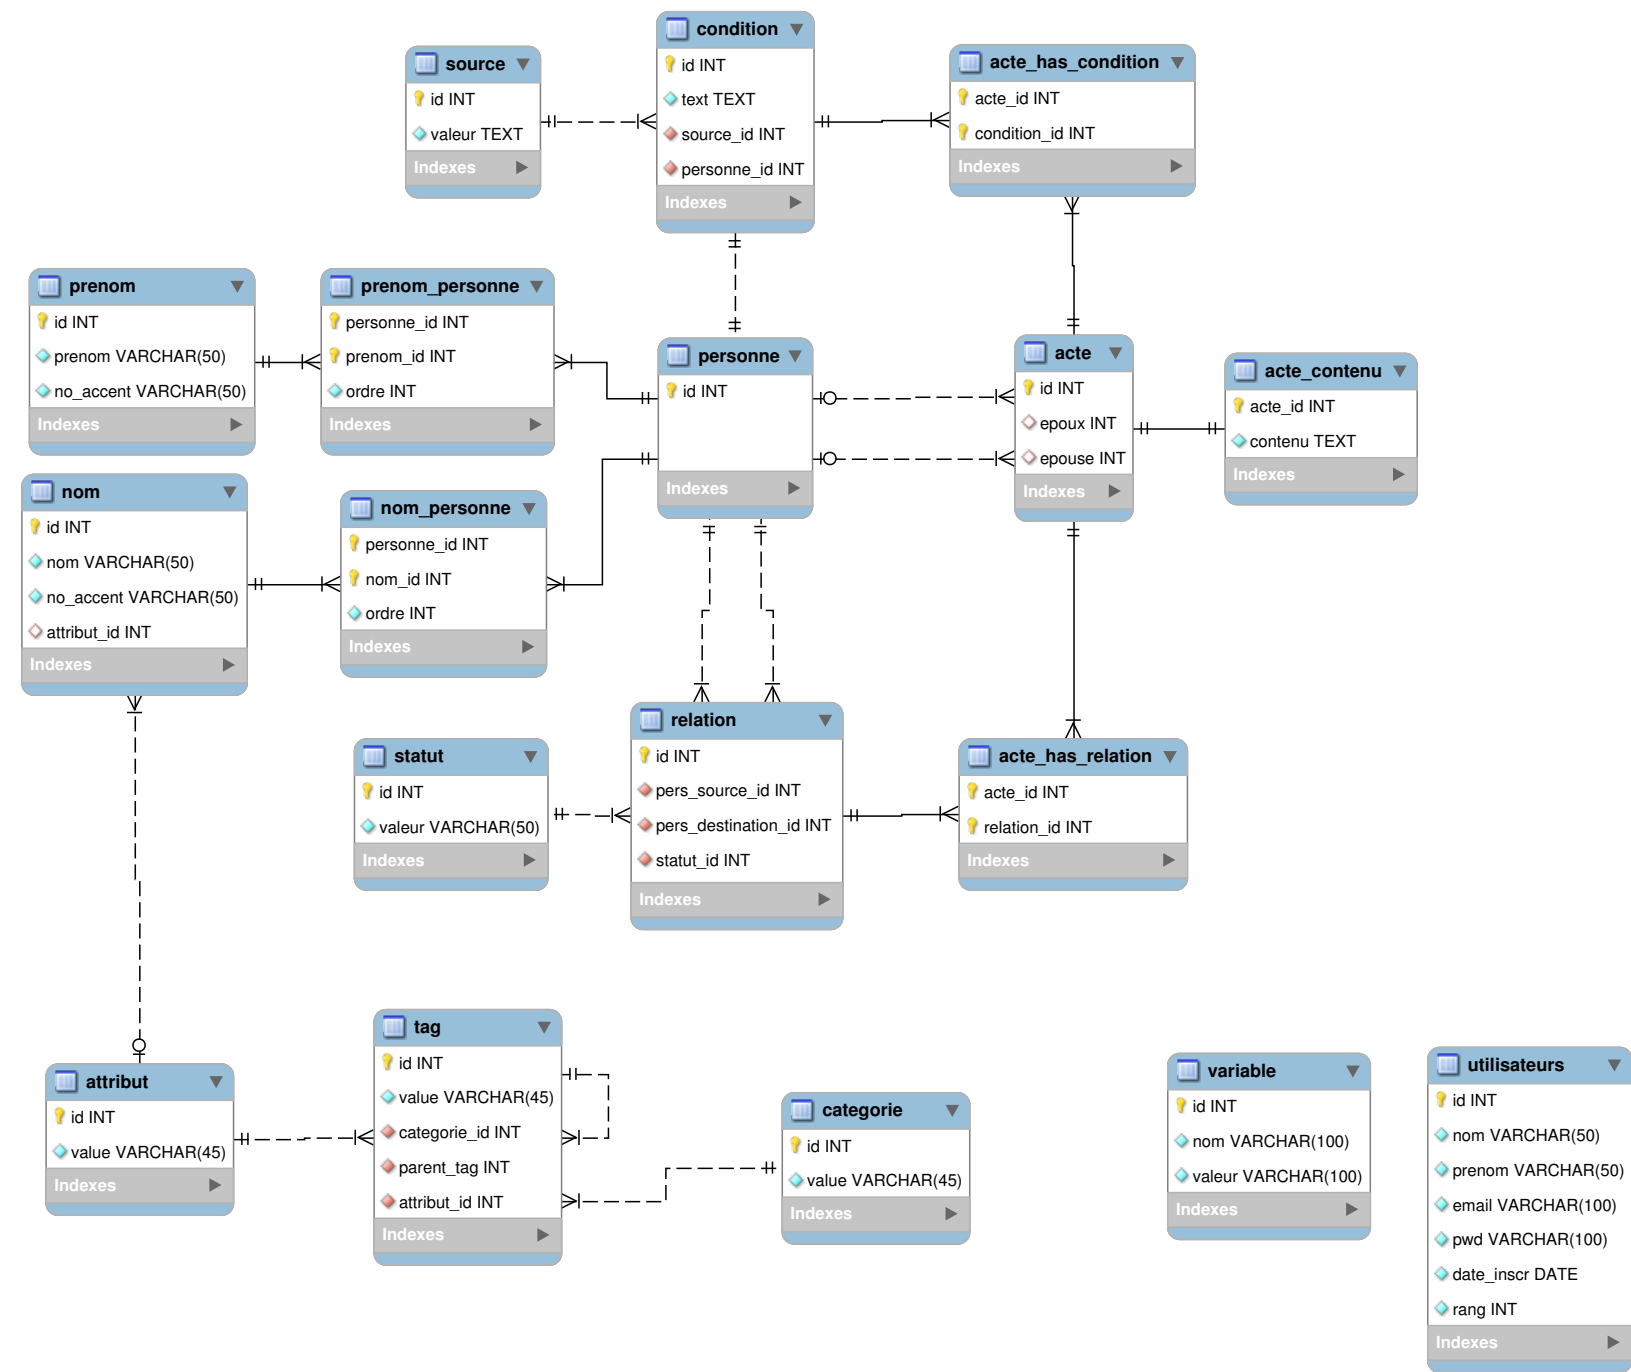 source
id INT
valeur TEXT
Indexes
condition
id INT
text TEXT
source_id INT
personne_id INT
Indexes
acte_has_condition
acte_id INT
condition_id INT
Indexes
prenom
id INT
prenom VARCHAR(50)
no_accent VARCHAR(50)
Indexes
prenom_personne
personne_id INT
prenom_id INT
ordre INT
Indexes
personne
id INT
Indexes
acte
id INT
epoux INT
epouse INT
Indexes
acte_contenu
acte_id INT
contenu TEXT
Indexes
nom
id INT
nom VARCHAR(50)
no_accent VARCHAR(50)
attribut_id INT
Indexes
nom_personne
personne_id INT
nom_id INT
ordre INT
Indexes
statut
id INT
valeur VARCHAR(50)
Indexes
relation
id INT
pers_source_id INT
pers_destination_id INT
statut_id INT
Indexes
acte_has_relation
acte_id INT
relation_id INT
Indexes
attribut
id INT
value VARCHAR(45)
Indexes
tag
id INT
value VARCHAR(45)
categorie_id INT
parent_tag INT
attribut_id INT
Indexes
categorie
id INT
value VARCHAR(45)
Indexes
variable
id INT
nom VARCHAR(100)
valeur VARCHAR(100)
Indexes
utilisateurs
id INT
nom VARCHAR(50)
prenom VARCHAR(50)
email VARCHAR(100)
pwd VARCHAR(100)
date_inscr DATE
rang INT
Indexes